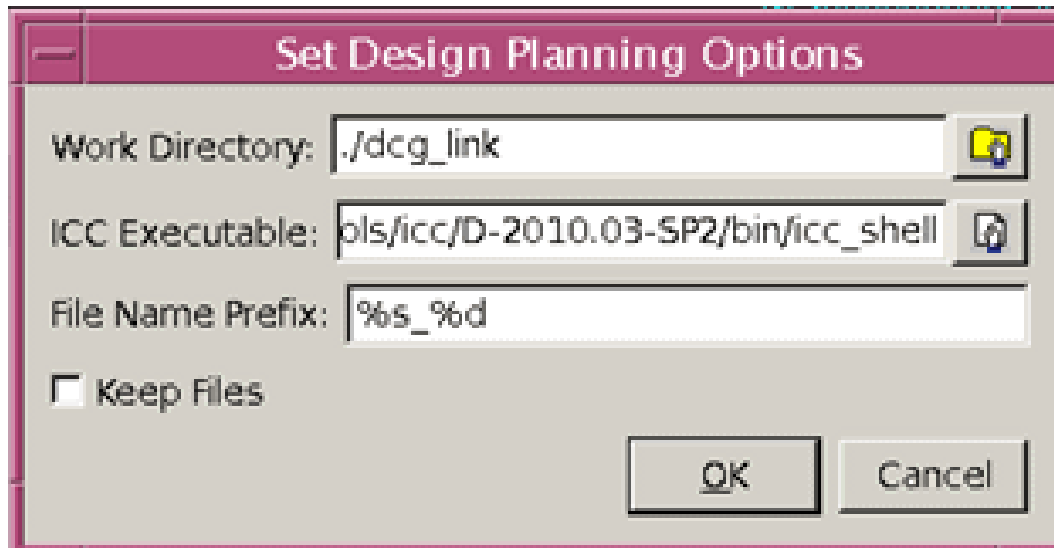 Set Design Planning Options
Work Directory: ./dcg_link
ICC Executable: ols/icc/D-2010.03-SP2/bin/icc_shell
File Name Prefix: %s_%d
Keep Files
OK Cancel